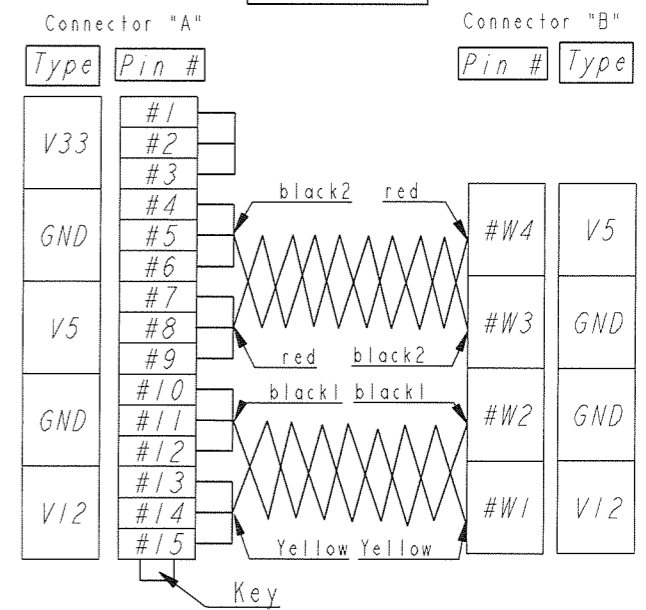 Connector "A"
Connector "B"
Type Pin #
Pin # Type
V33
#1
#2
#3
GND
#4
#5
#6
V5
#7
#8
#9
GND
#10
#11
#12
V12
#13
#14
#15
Key
black2 red
red black2
black1 black1
Yellow Yellow
#W4 V5
#W3 GND
#W2 GND
#W1 V12